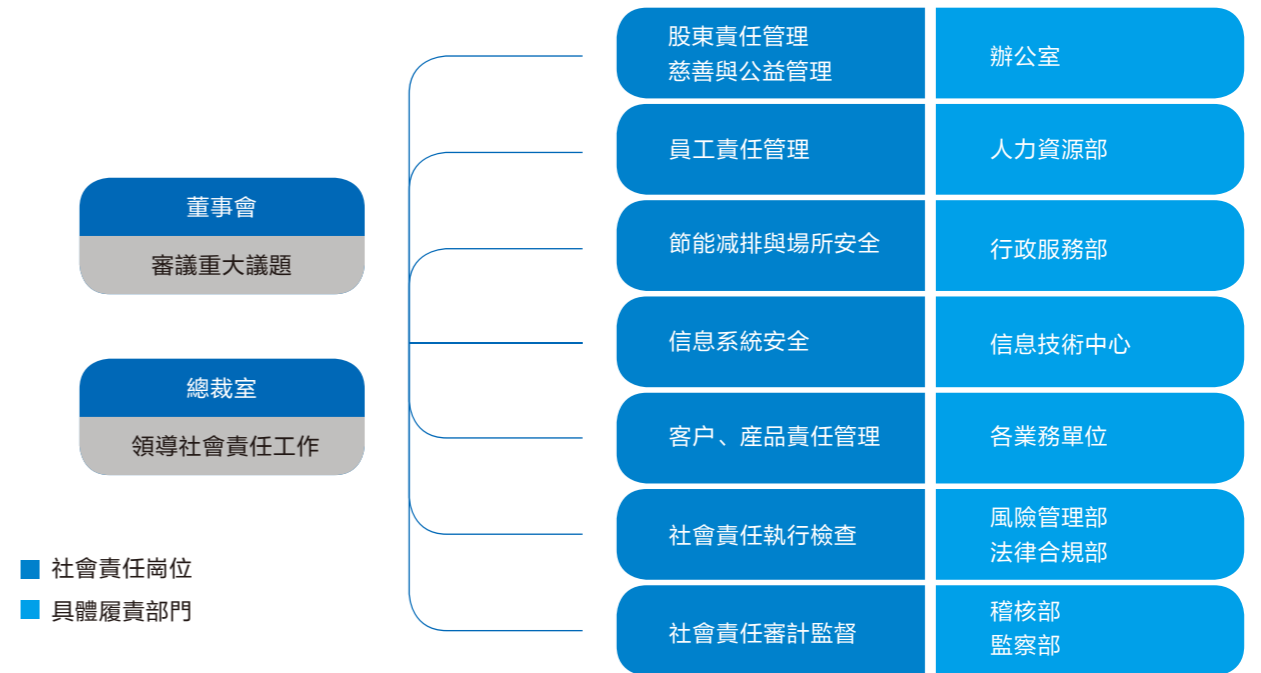 董事會
審議重大議題
總裁室
領導社會責任工作
社會責任崗位
具體履責部門
股東責任管理
慈善與公益管理
辦公室
員工責任管理
人力資源部
節能減排與場所安全
行政服務部
信息系統安全
信息技術中心
客户、產品責任管理
各業務單位
社會責任執行檢查
風險管理部
法律合規部
社會責任審計監督
稽核部
監察部